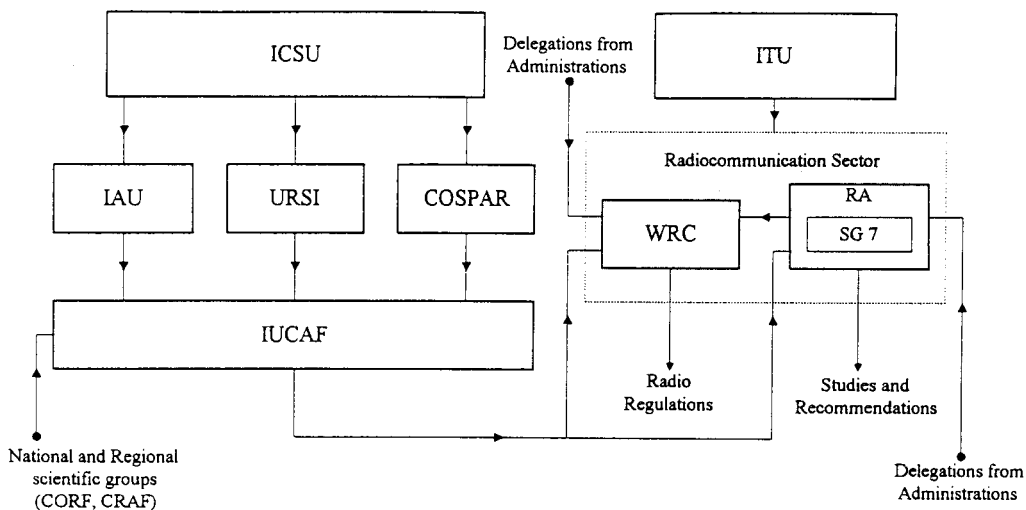 ICSU
Delegations from
Administrations
ITU
Radiocommunication Sector
IAU
URSI
COSPAR
WRC
RA
SG 7
IUCAF
Radio
Regulations
Studies and
Recommendations
National and Regional
scientific groups
(CORF, CRAF)
Delegations from
Administrations